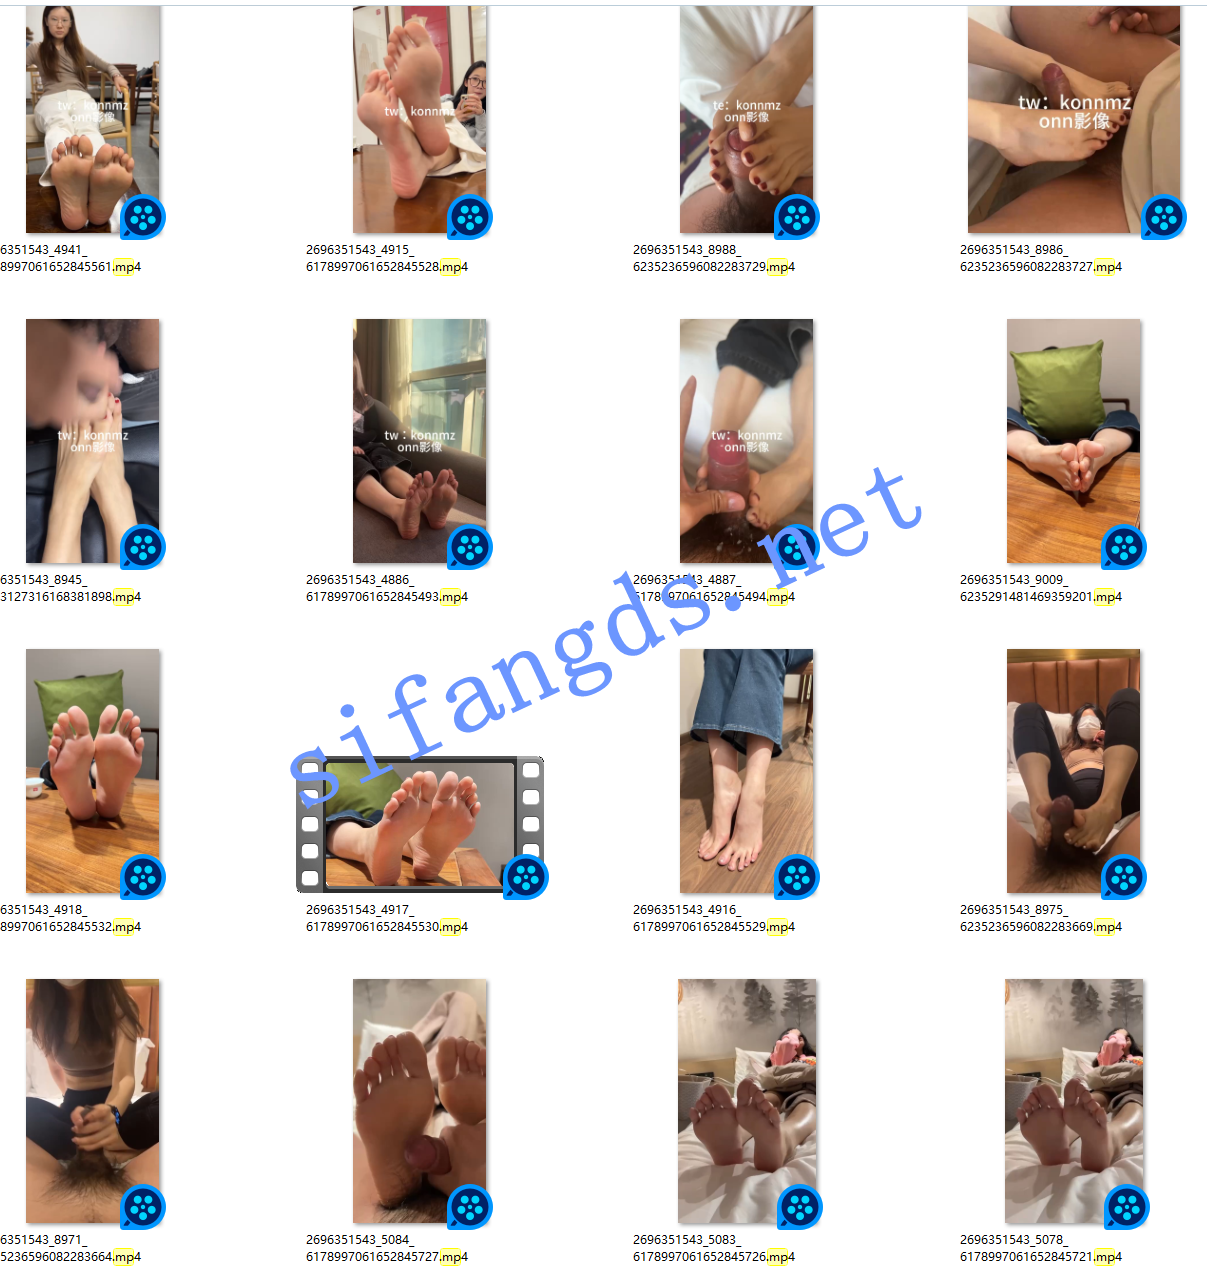 tw：konnmz
onn影像
tw：konnmz
te：konnmz
onn影像
tw：konnmz
onn影像
6351543_4941_
8997061652845561.mp4
2696351543_4915_
6178997061652845528.mp4
2696351543_8988_
6235236596082283729.mp4
2696351543_8986_
6235236596082283727.mp4
tw：konnmz
onn影像
tw：konnmz
onn影像
tw：konnmz
onn影像
6351543_8945_
3127316168381898.mp4
2696351543_4886_
6178997061652845493.mp4
2696351543_4887_
6178997061652845494.mp4
2696351543_9009_
6235291481469359201.mp4
sifangds.net
6351543_4918_
8997061652845532.mp4
2696351543_4917_
6178997061652845530.mp4
2696351543_4916_
6178997061652845529.mp4
2696351543_8975_
6235236596082283669.mp4
6351543_8971_
5236596082283664.mp4
2696351543_5084_
6178997061652845727.mp4
2696351543_5083_
6178997061652845726.mp4
2696351543_5078_
6178997061652845721.mp4